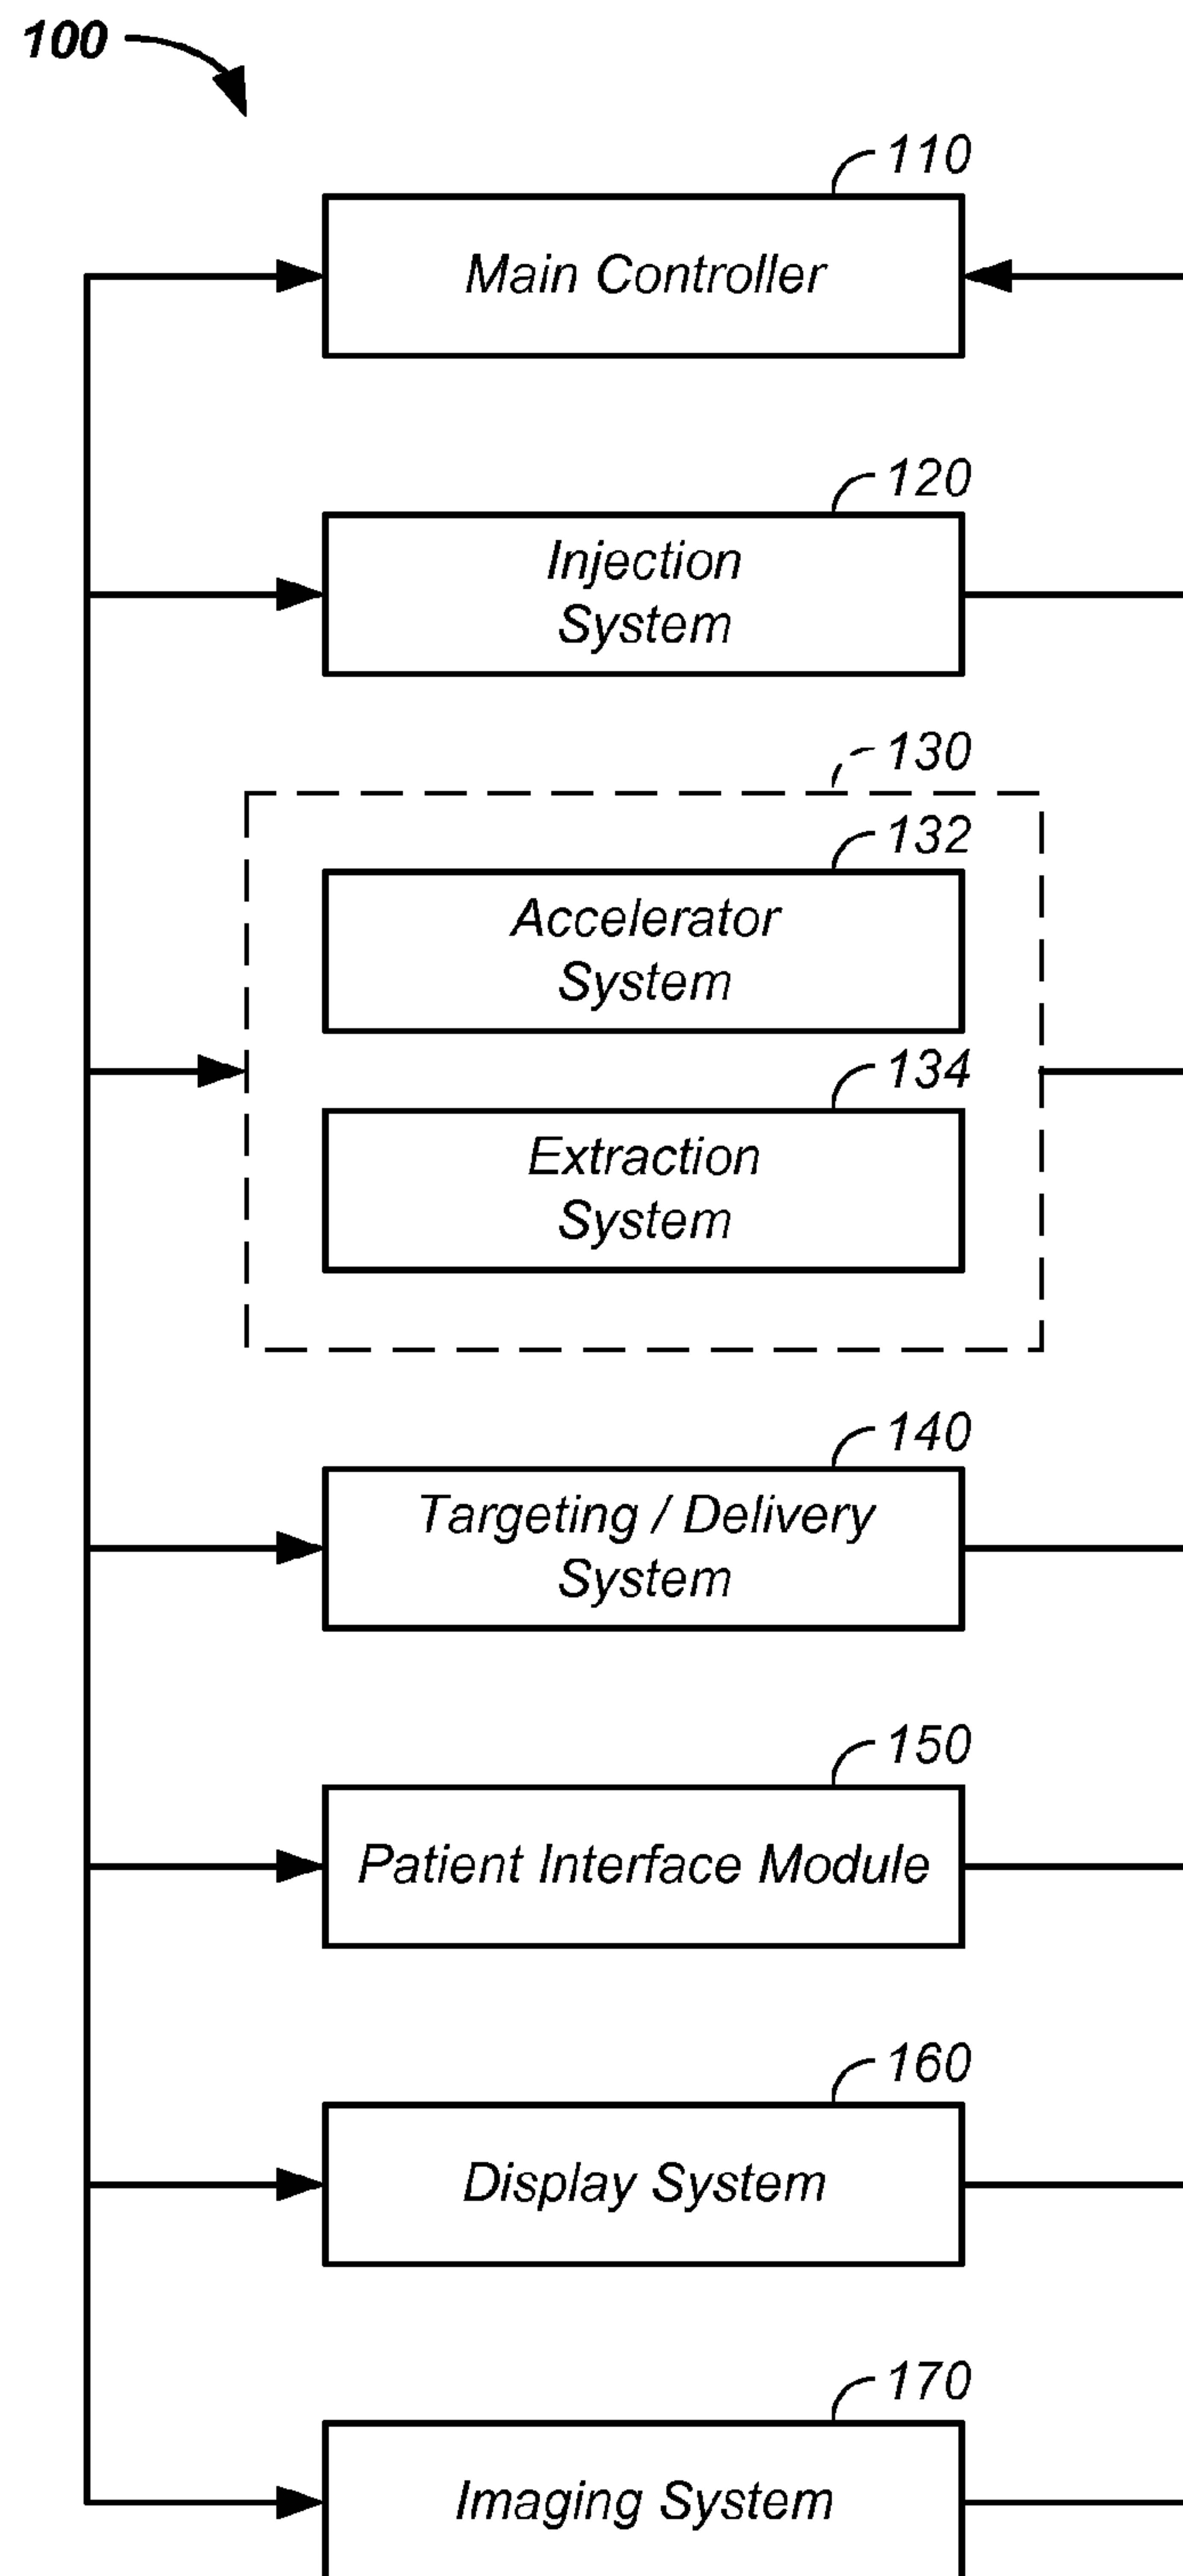 100
110
Main Controller
120
Injection
System
130
132
Accelerator
System
134
Extraction
System
140
Targeting / Delivery
System
150
Patient Interface Module
160
Display System
170
Imaging System